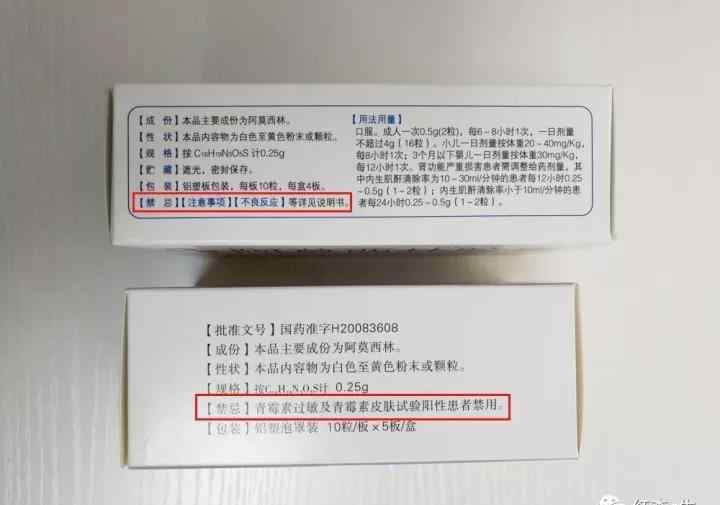 【成　份】本品主要成份为阿莫西林。
【性　状】本品内容物为白色至黄色粉末或颗粒。
【规　格】按C₁₆H₁₉N₃O₅S计0.25g
【贮　藏】遮光，密封保存。
【包　装】铝塑板包装，每板10粒，每盒4板。
【禁　忌】【注意事项】【不良反应】等详见说明书。
【用法用量】
口服。成人一次0.5g(2粒)，每6－8小时1次，一日剂量
不超过4g（16粒）。小儿一日剂量按体重20－40mg/Kg，
每8小时1次；3个月以下婴儿一日剂量按体重30mg/Kg，
每12小时1次。肾功能严重损害患者需调整给药剂量，其
中内生肌酐清除率为10－30ml/分钟的患者每12小时0.25
－0.5g（1－2粒）；内生肌酐清除率小于10ml/分钟的患
者每24小时0.25－0.5g（1－2粒）。
【批准文号】国药准字H20083608
【成份】本品主要成份为阿莫西林。
【性状】本品内容物为白色至黄色粉末或颗粒。
【规格】按C₁₆H₁₉N₃O₅S计 0.25g
【禁忌】青霉素过敏及青霉素皮肤试验阳性患者禁用。
【包装】铝塑泡罩装 10粒/板×5板/盒